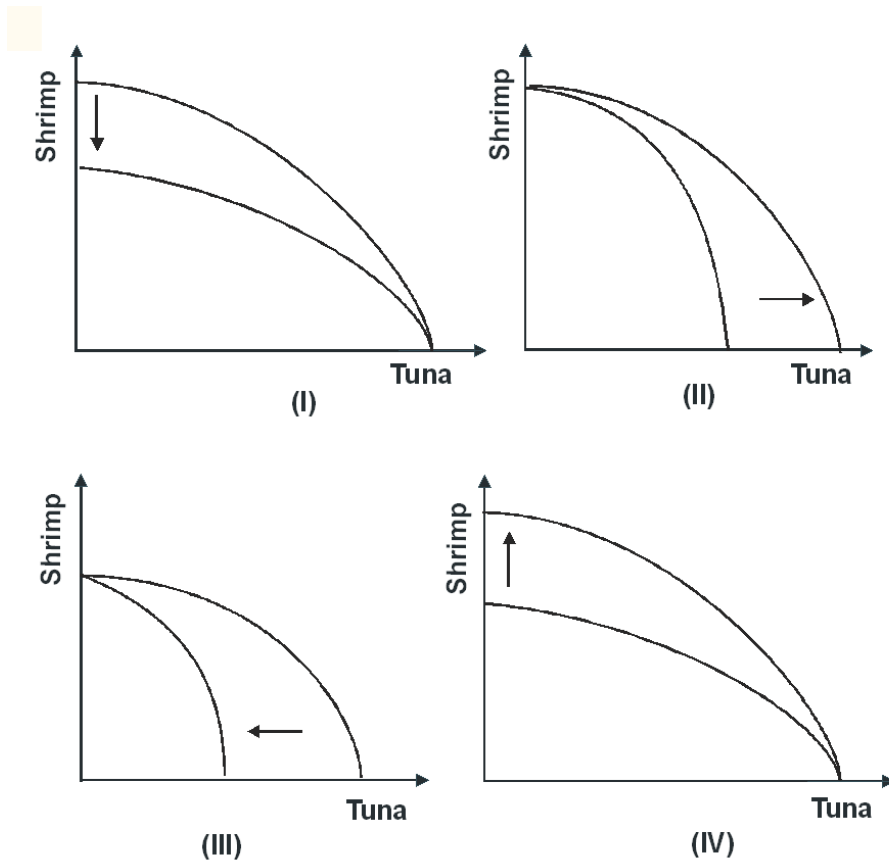 Shrimp
Tuna
(I)
Shrimp
Tuna
(II)
Shrimp
Tuna
(III)
Shrimp
Tuna
(IV)